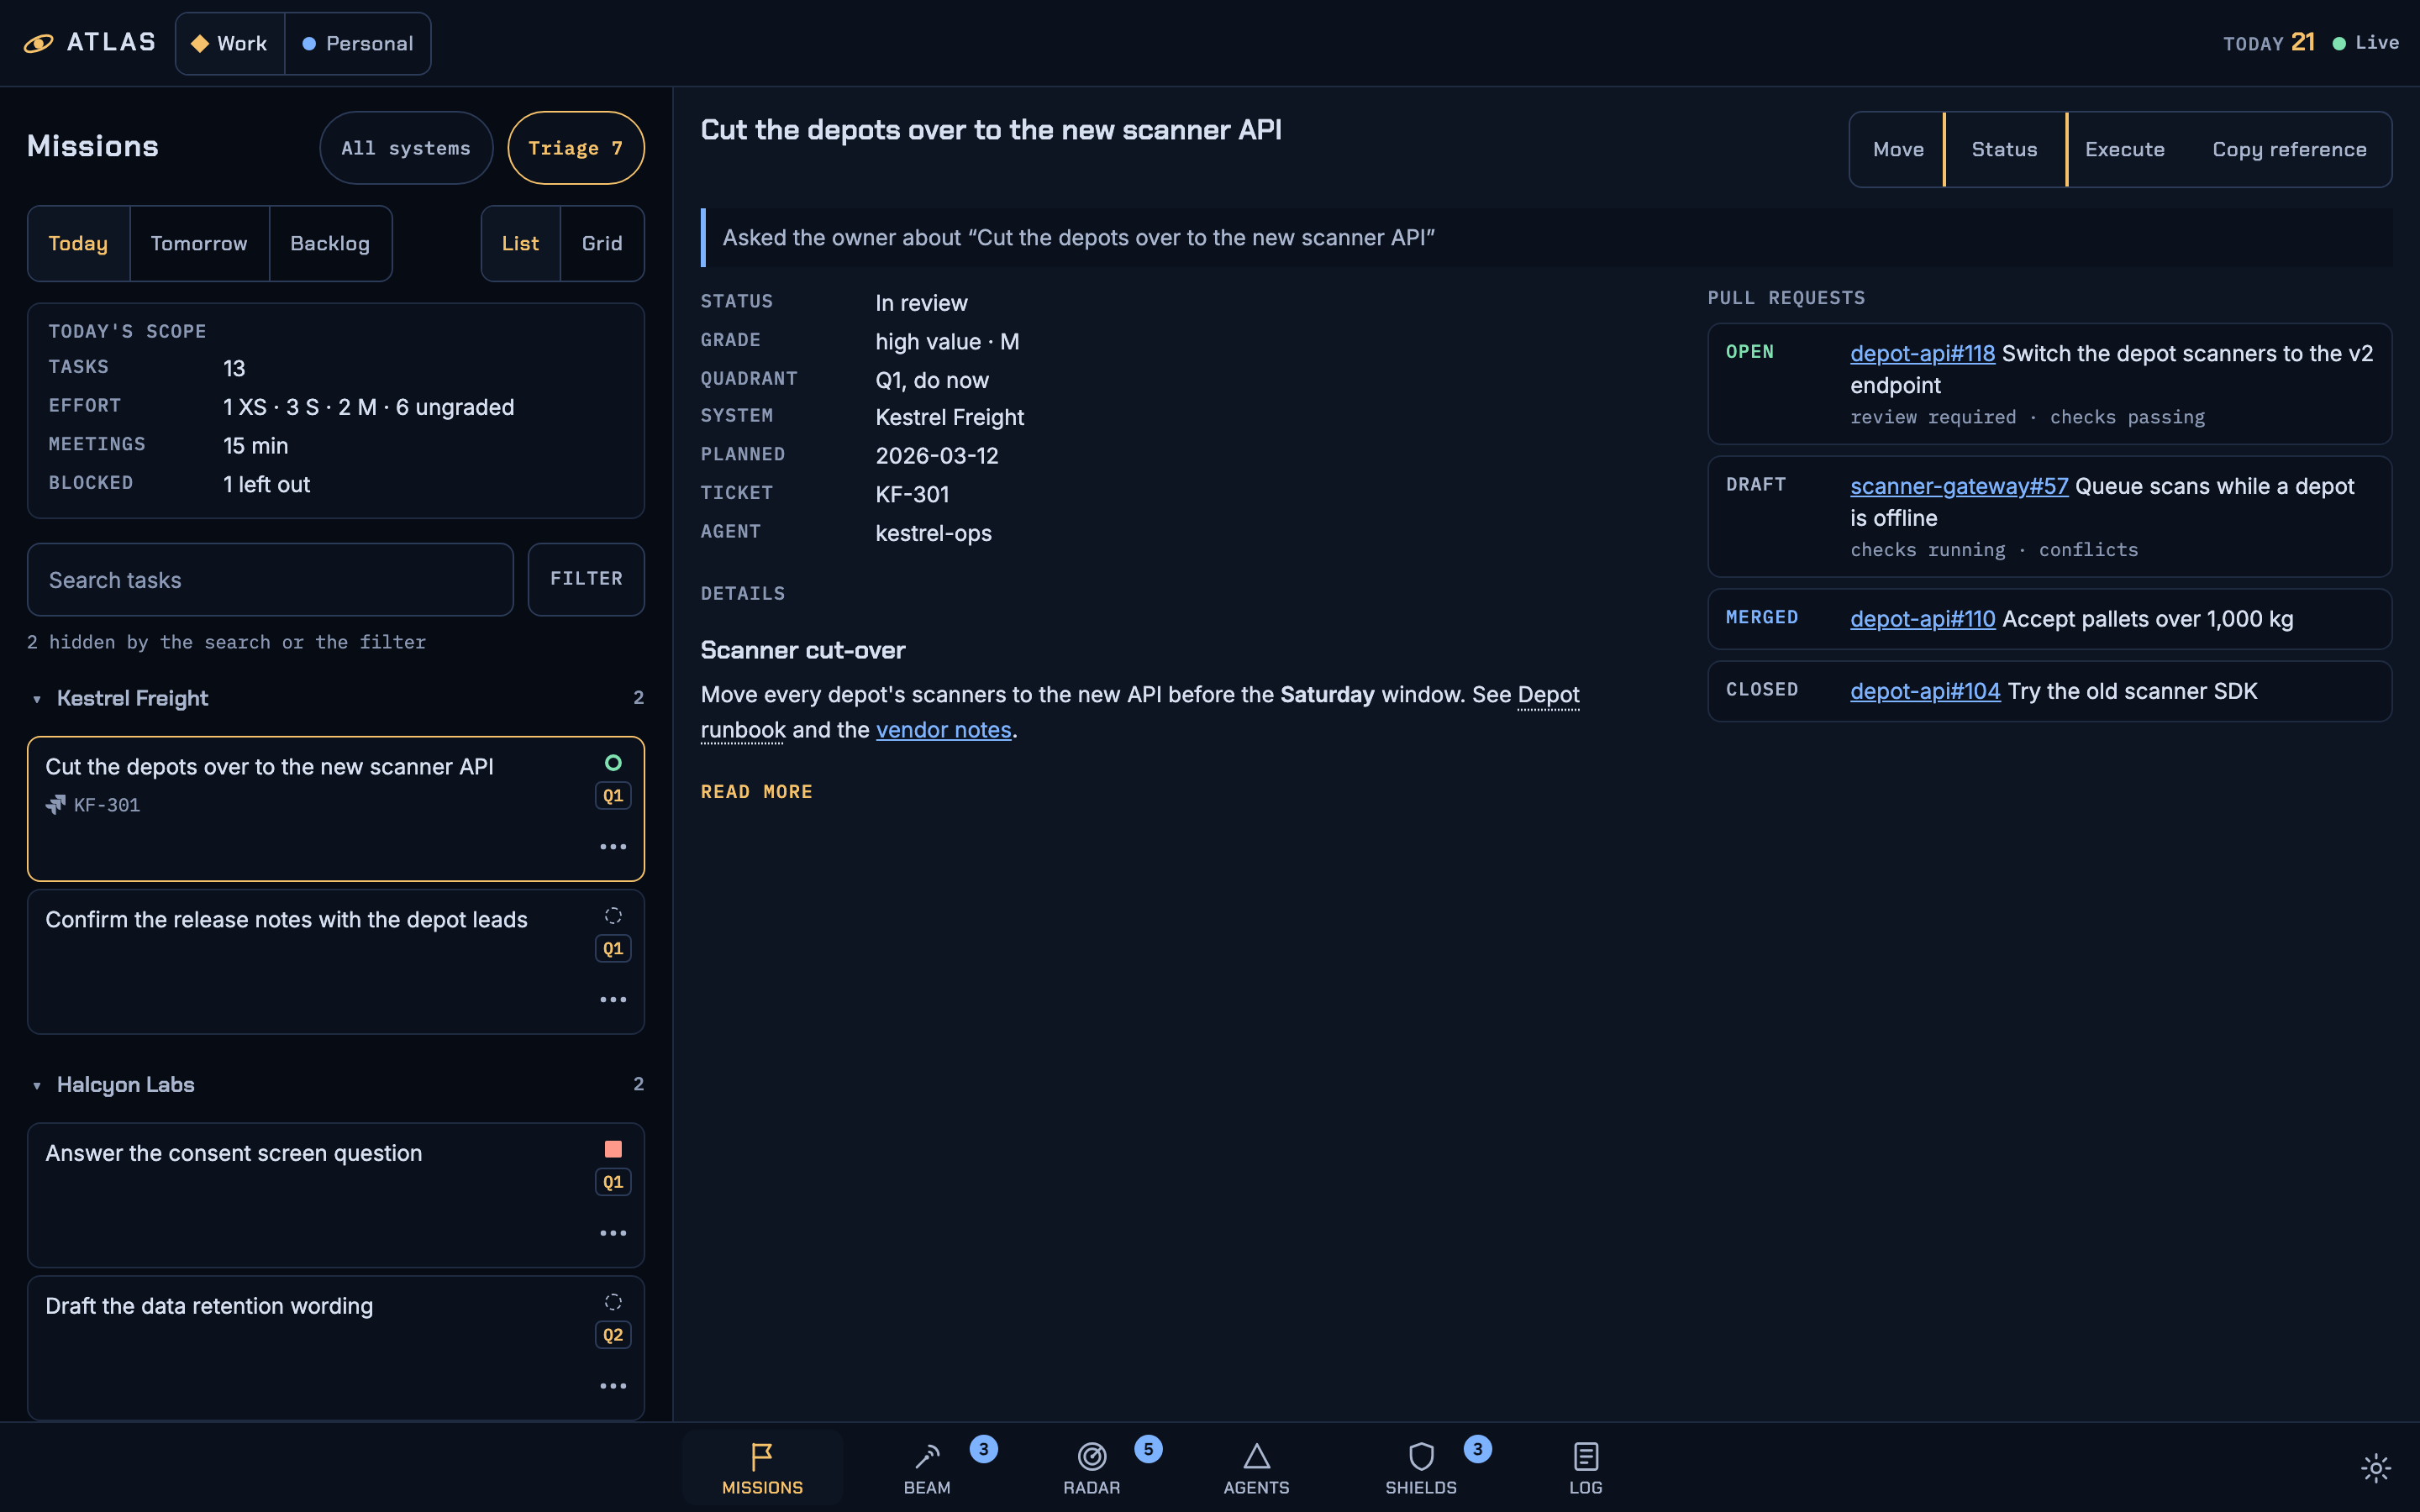 ATLAS
Work
Personal
TODAY 21
Live
Missions
All systems
Triage 7
Today
Tomorrow
Backlog
List
Grid
TODAY'S SCOPE
TASKS 13
EFFORT 1 XS · 3 S · 2 M · 6 ungraded
MEETINGS 15 min
BLOCKED 1 left out
Search tasks
FILTER
2 hidden by the search or the filter
Kestrel Freight 2
Cut the depots over to the new scanner API
Q1
KF-301
Confirm the release notes with the depot leads
Q1
Halcyon Labs 2
Answer the consent screen question
Q1
Draft the data retention wording
Q2
Cut the depots over to the new scanner API
Move
Status
Execute
Copy reference
Asked the owner about “Cut the depots over to the new scanner API”
STATUS In review
GRADE high value · M
QUADRANT Q1, do now
SYSTEM Kestrel Freight
PLANNED 2026-03-12
TICKET KF-301
AGENT kestrel-ops
DETAILS
Scanner cut-over
Move every depot's scanners to the new API before the Saturday window. See Depot
runbook and the vendor notes.
READ MORE
PULL REQUESTS
OPEN depot-api#118 Switch the depot scanners to the v2
endpoint
review required · checks passing
DRAFT scanner-gateway#57 Queue scans while a depot
is offline
checks running · conflicts
MERGED depot-api#110 Accept pallets over 1,000 kg
CLOSED depot-api#104 Try the old scanner SDK
MISSIONS
BEAM 3
RADAR 5
AGENTS
SHIELDS 3
LOG